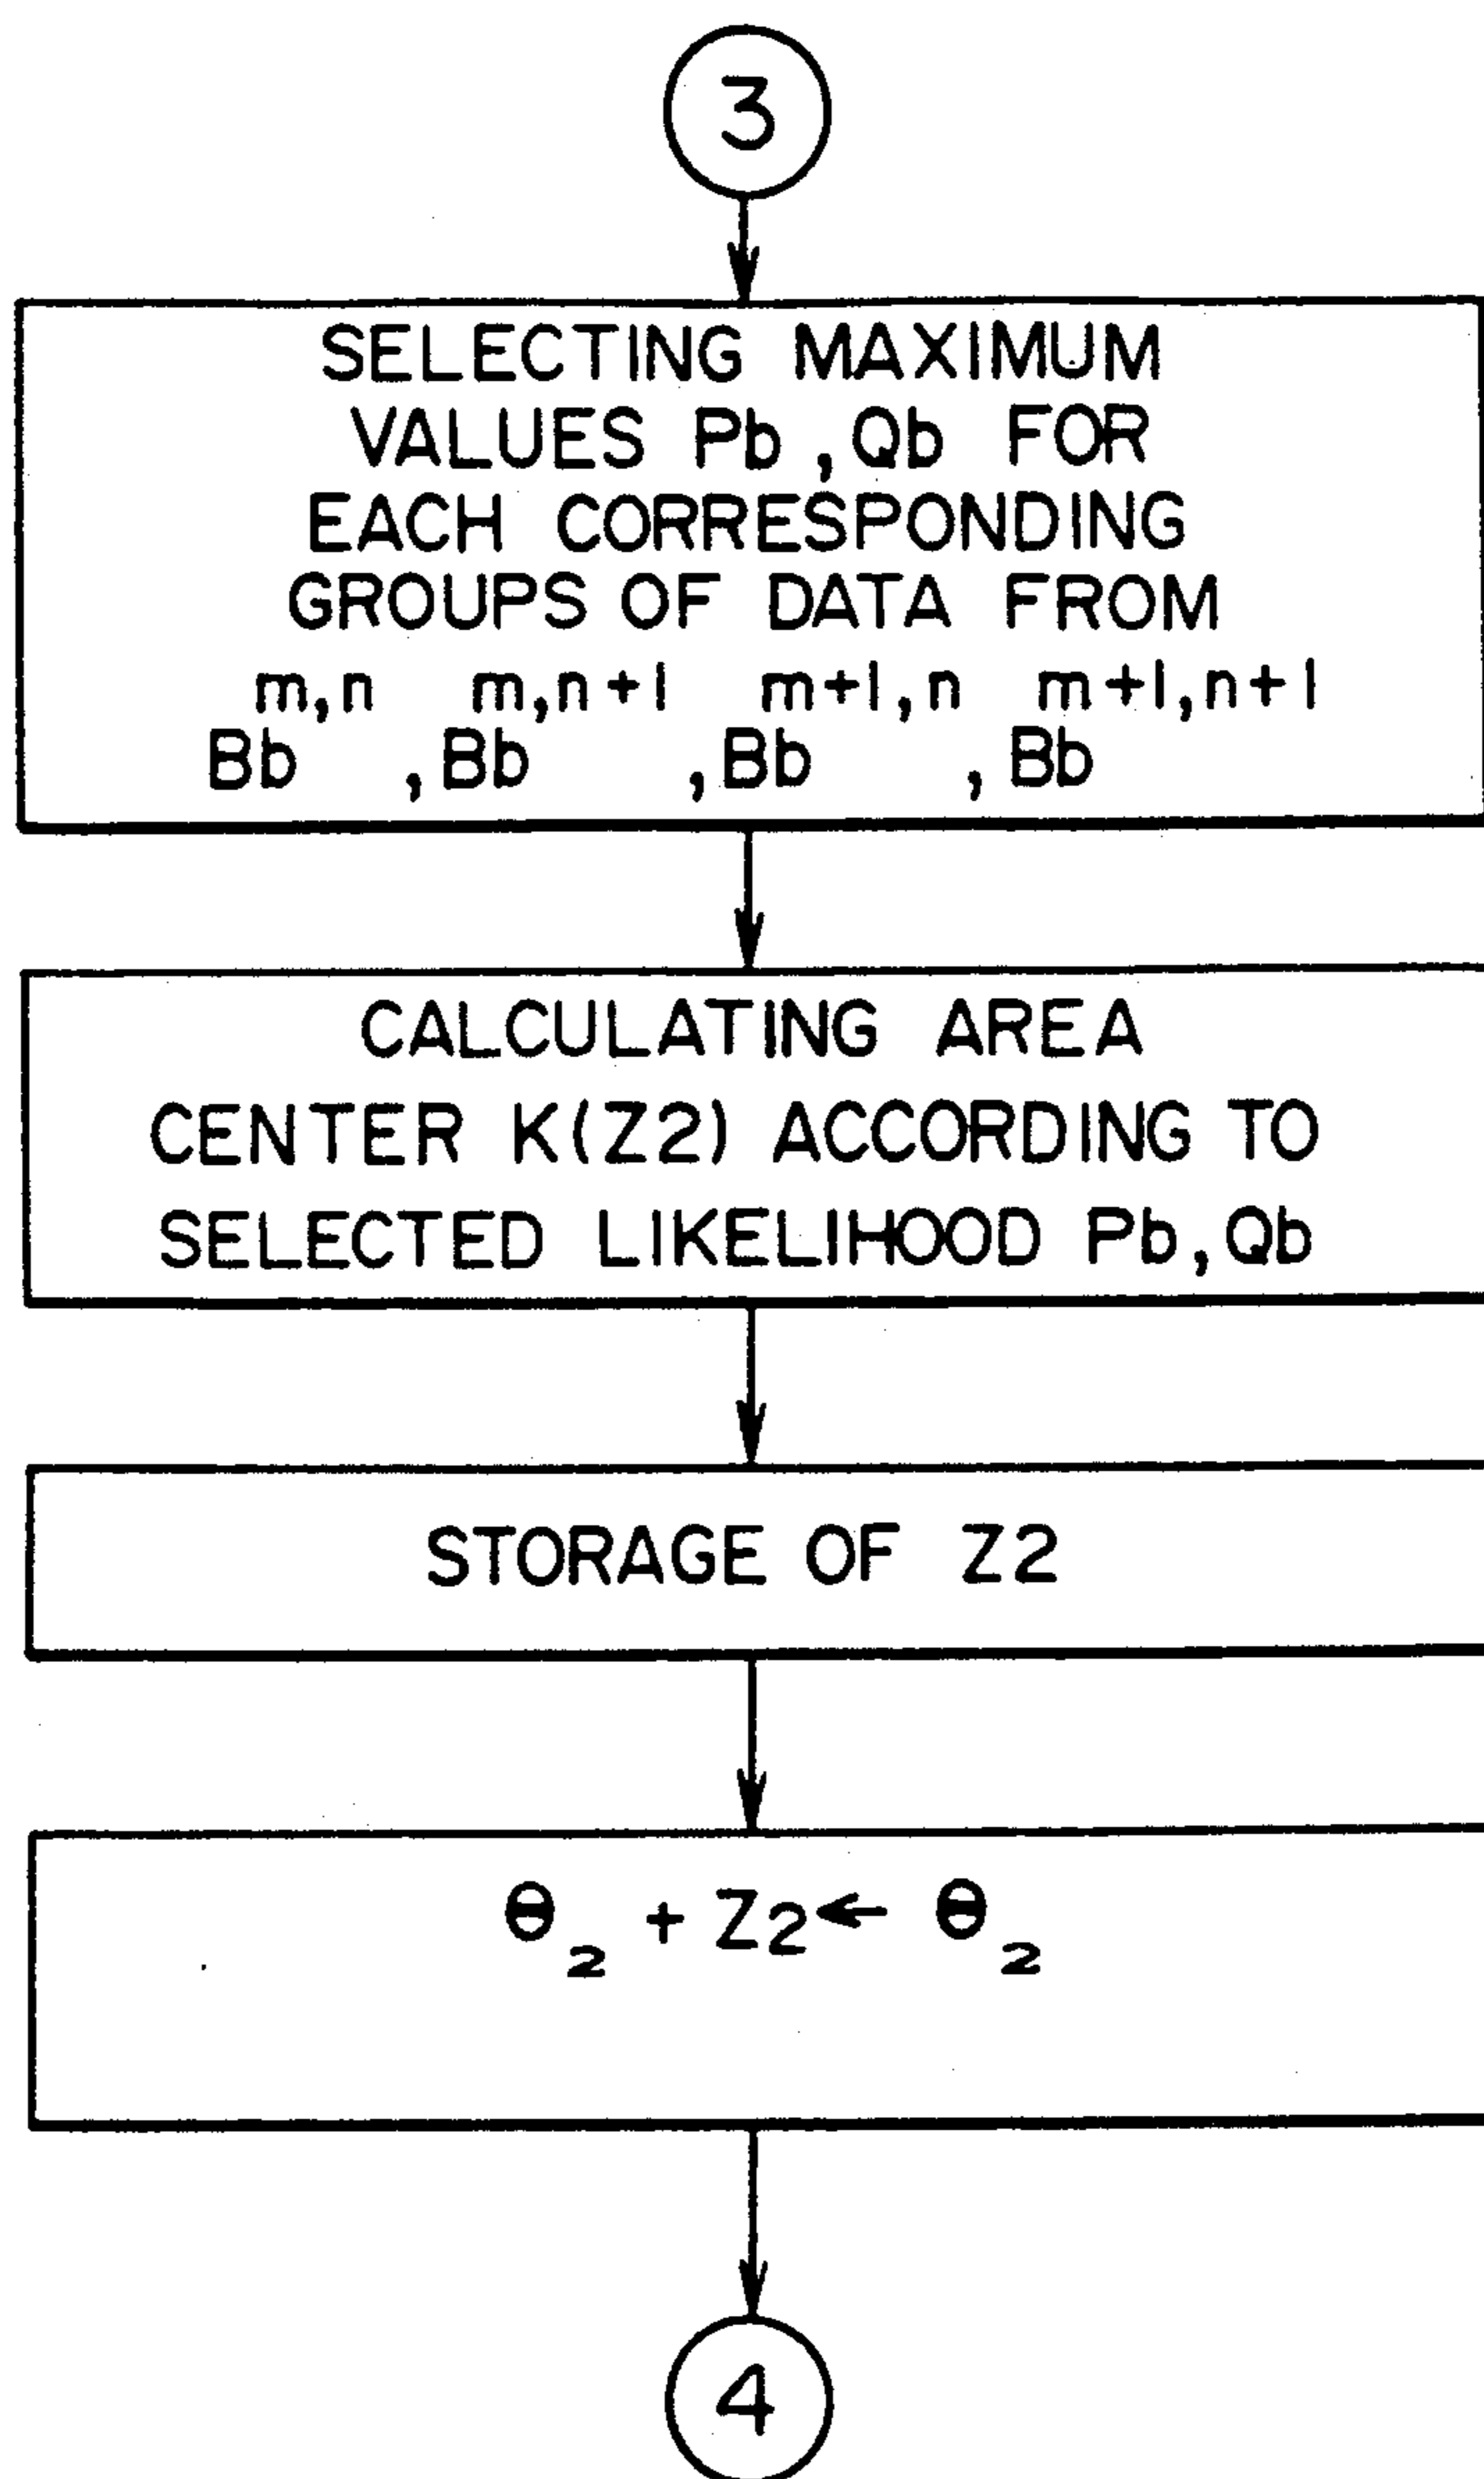 3
SELECTING MAXIMUM
VALUES Pb, Qb FOR
EACH CORRESPONDING
GROUPS OF DATA FROM
m,n m,n+1 m+1,n m+1,n+1
Bb , Bb , Bb , Bb
CALCULATING AREA
CENTER K(Z2) ACCORDING TO
SELECTED LIKELIHOOD Pb, Qb
STORAGE OF Z2
Θ2 + Z2 ← Θ2
4